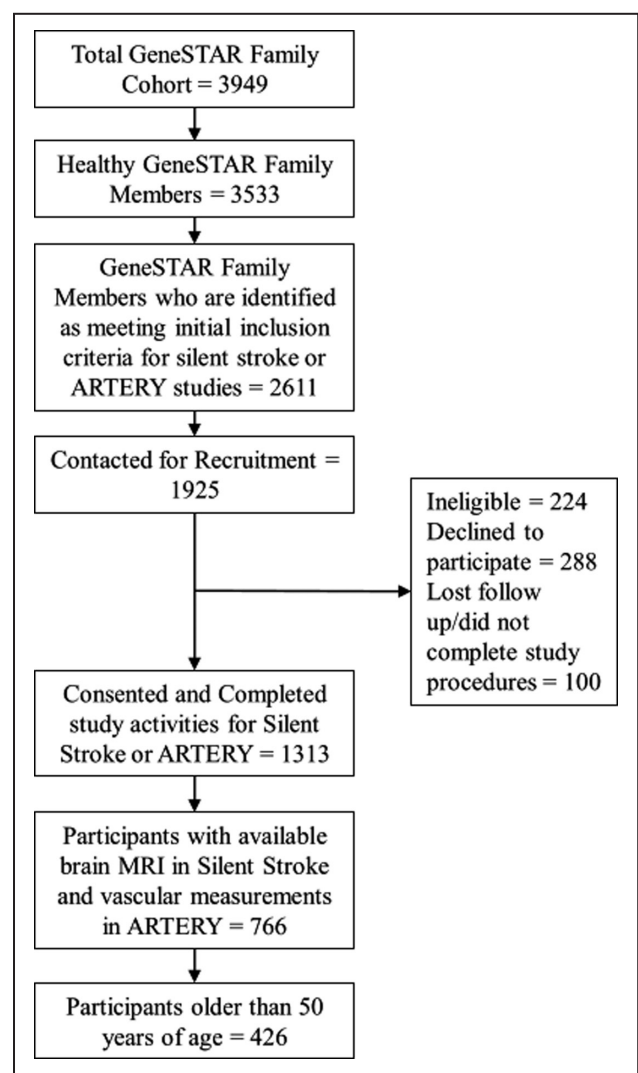 Total GeneSTAR Family
Cohort = 3949
Healthy GeneSTAR Family
Members = 3533
GeneSTAR Family
Members who are identified
as meeting initial inclusion
criteria for silent stroke or
ARTERY studies = 2611
Contacted for Recruitment =
1925
Ineligible = 224
Declined to
participate = 288
Lost follow
up/did not
complete study
procedures = 100
Consented and Completed
study activities for Silent
Stroke or ARTERY = 1313
Participants with available
brain MRI in Silent Stroke
and vascular measurements
in ARTERY = 766
Participants older than 50
years of age = 426